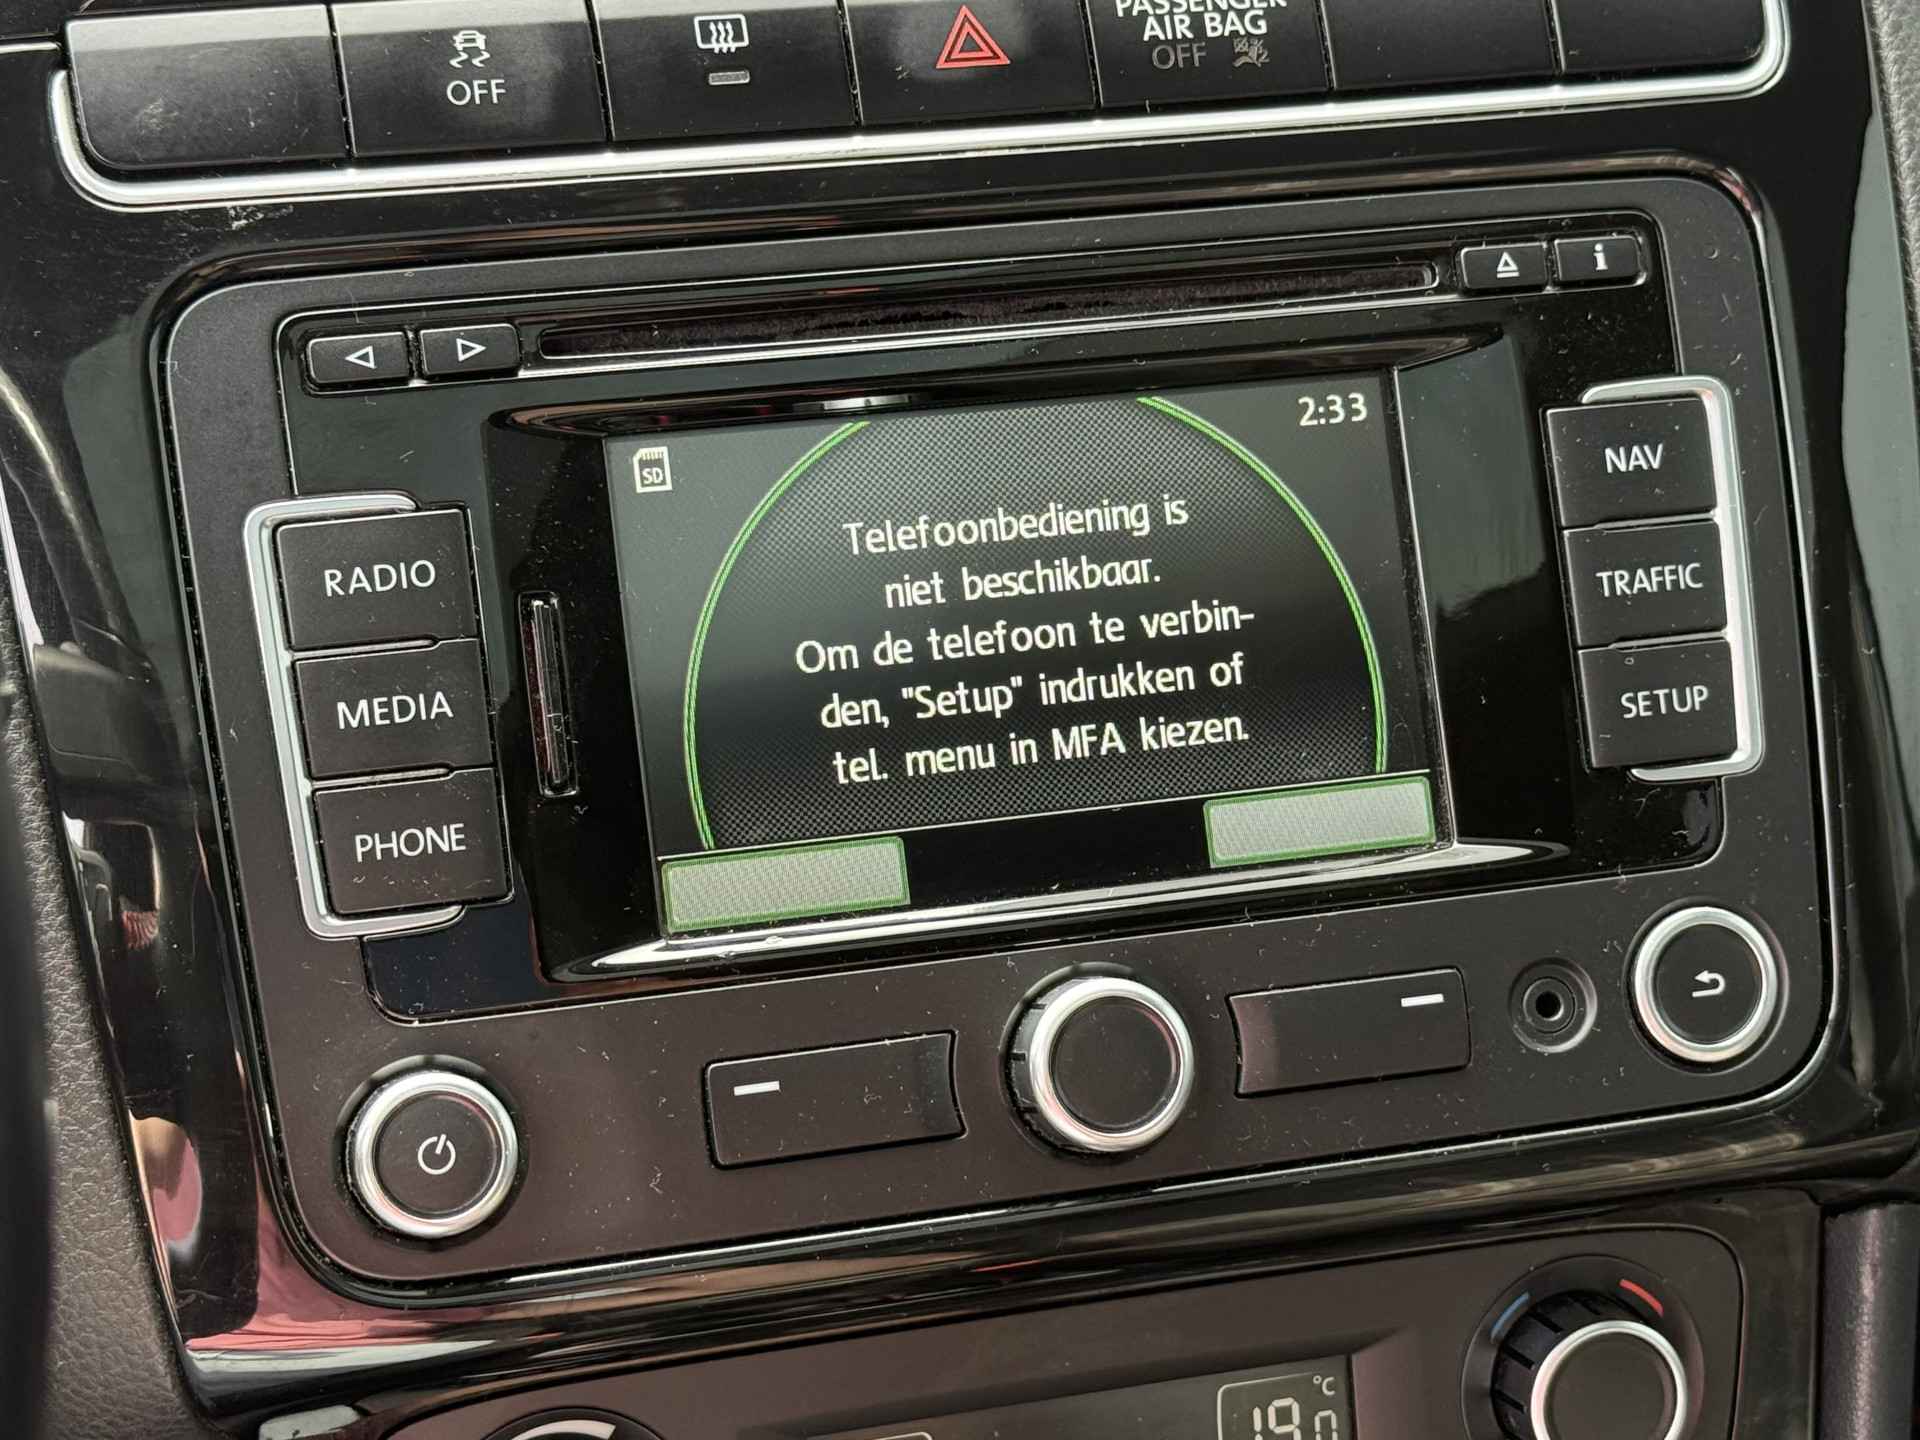 PASSENGER
AIR BAG
OFF
OFF
RADIO
MEDIA
PHONE
SD
2:33
Telefoonbediening is
niet beschikbaar.
Om de telefoon te verbin-
den, "Setup" indrukken of
tel. menu in MFA kiezen.
i
NAV
TRAFFIC
SETUP
°C